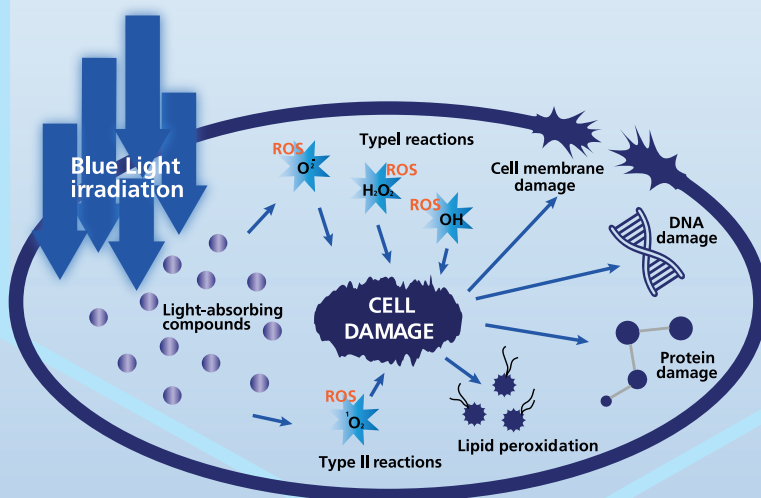 Blue Light
irradiation
ROS
O₂•⁻
TypeI reactions
ROS
H₂O₂
ROS
OH
Cell membrane
damage
DNA
damage
Light-absorbing
compounds
CELL
DAMAGE
Protein
damage
ROS
¹O₂
Lipid peroxidation
Type II reactions